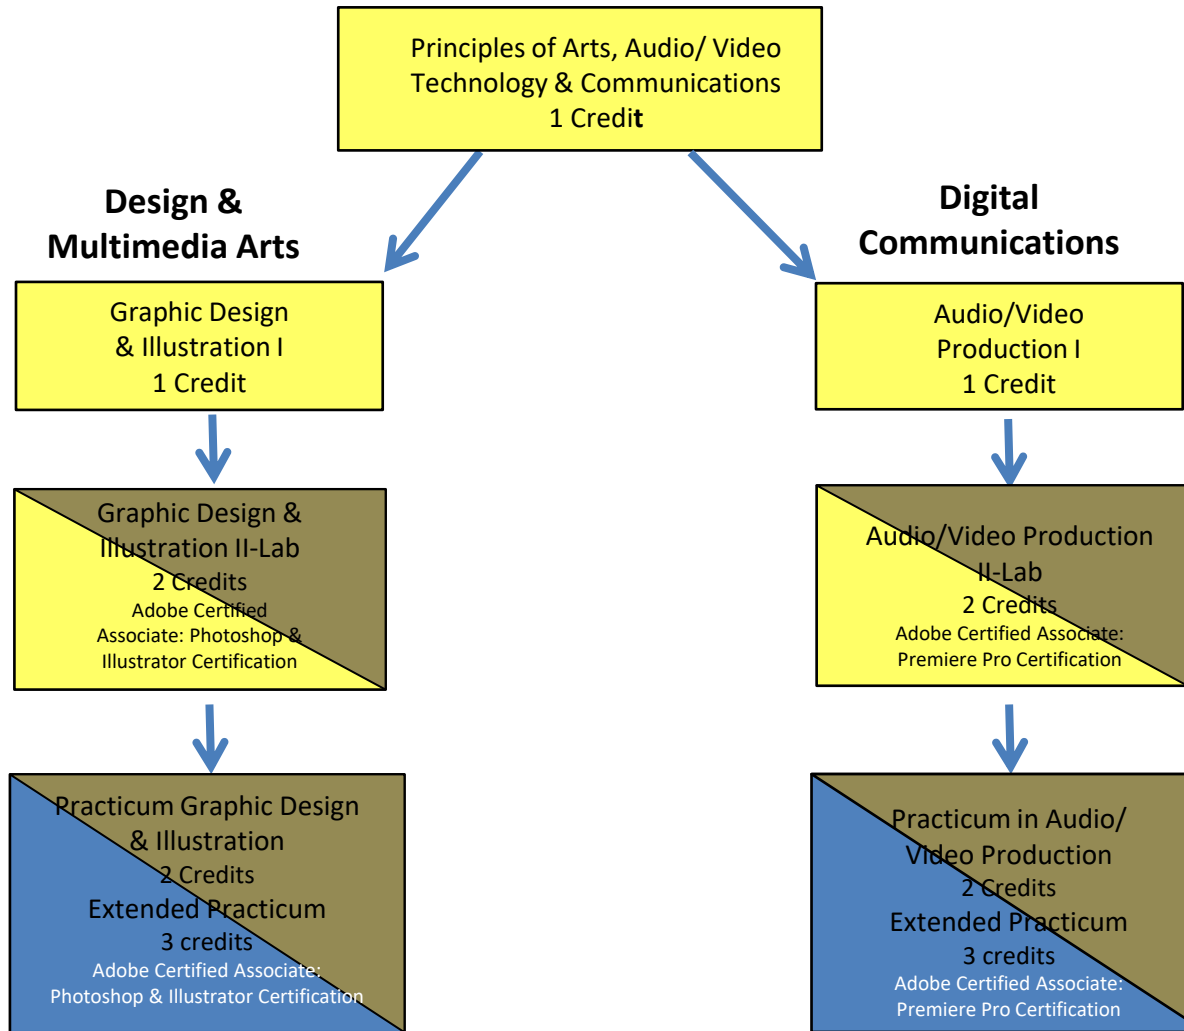 Principles of Arts, Audio/ Video
Technology & Communications
1 Credit
Design &
Multimedia Arts
Graphic Design
& Illustration I
1 Credit
Graphic Design &
Illustration II-Lab
2 Credits
Adobe Certified
Associate: Photoshop &
Illustrator Certification
Practicum Graphic Design
& Illustration
2 Credits
Extended Practicum
3 credits
Adobe Certified Associate:
Photoshop & Illustrator Certification
Digital
Communications
Audio/Video
Production I
1 Credit
Audio/Video Production
II-Lab
2 Credits
Adobe Certified Associate:
Premiere Pro Certification
Practicum in Audio/
Video Production
2 Credits
Extended Practicum
3 credits
Adobe Certified Associate:
Premiere Pro Certification